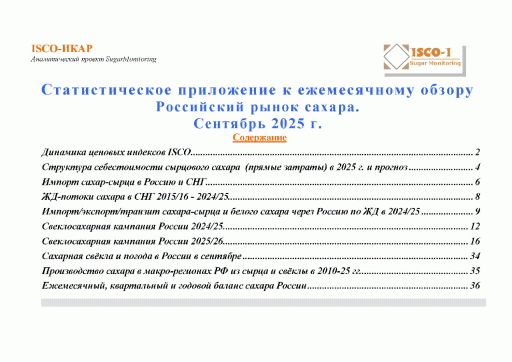 ISCO-ИКАР
Аналитический проект SugarMonitoring
ISCO-I
Sugar Monitoring
Статистическое приложение к ежемесячному обзору
Российский рынок сахара.
Сентябрь 2025 г.
Содержание
Динамика ценовых индексов ISCO 2
Структура себестоимости сырцового сахара (прямые затраты) в 2025 г. и прогноз 4
Импорт сахар-сырца в Россию и СНГ 6
ЖД-потоки сахара в СНГ 2015/16 - 2024/25 8
Импорт/экспорт/транзит сахара-сырца и белого сахара через Россию по ЖД в 2024/25 9
Свеклосахарная кампания России 2024/25 12
Свеклосахарная кампания России 2025/26 16
Сахарная свёкла и погода в России в сентябре 34
Производство сахара в макро-регионах РФ из сырца и свёклы в 2010-25 гг. 35
Ежемесячный, квартальный и годовой баланс сахара России 36